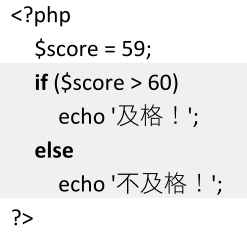 <?php
$score = 59;
if ($score > 60)
echo '及格！';
else
echo '不及格！';
?>